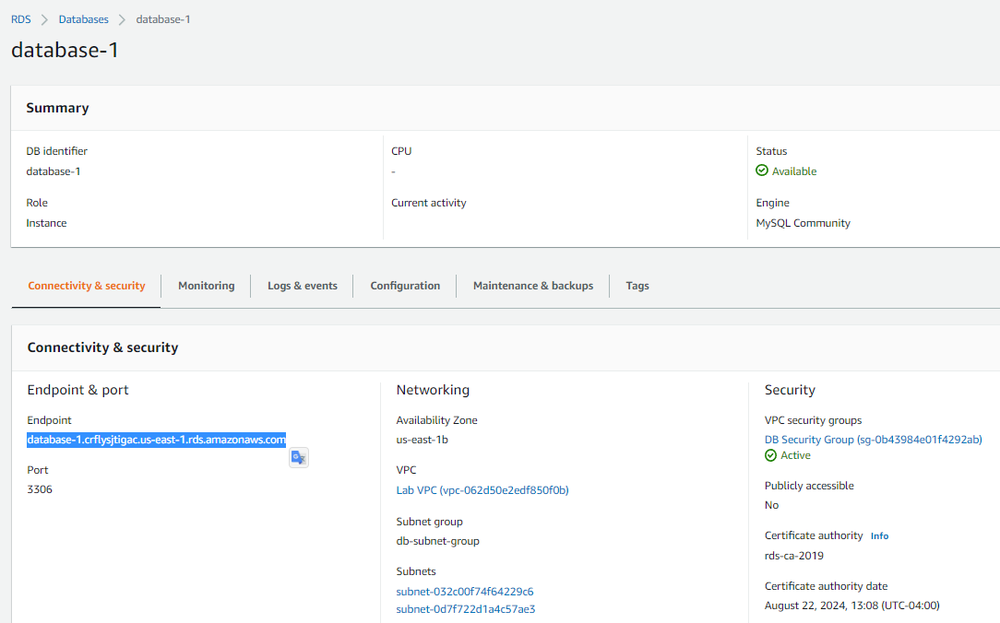 RDS > Databases > database-1
database-1
Summary
DB identifier
database-1
Role
Instance
CPU
-
Current activity
Status
Available
Engine
MySQL Community
Connectivity & security
Monitoring
Logs & events
Configuration
Maintenance & backups
Tags
Connectivity & security
Endpoint & port
Endpoint
database-1.crflysjtigac.us-east-1.rds.amazonaws.com
Port
3306
Networking
Availability Zone
us-east-1b
VPC
Lab VPC (vpc-062d50e2edf850f0b)
Subnet group
db-subnet-group
Subnets
subnet-032c00f74f64229c6
subnet-0d7f722d1a4c57ae3
Security
VPC security groups
DB Security Group (sg-0b43984e01f4292ab)
Active
Publicly accessible
No
Certificate authority Info
rds-ca-2019
Certificate authority date
August 22, 2024, 13:08 (UTC-04:00)